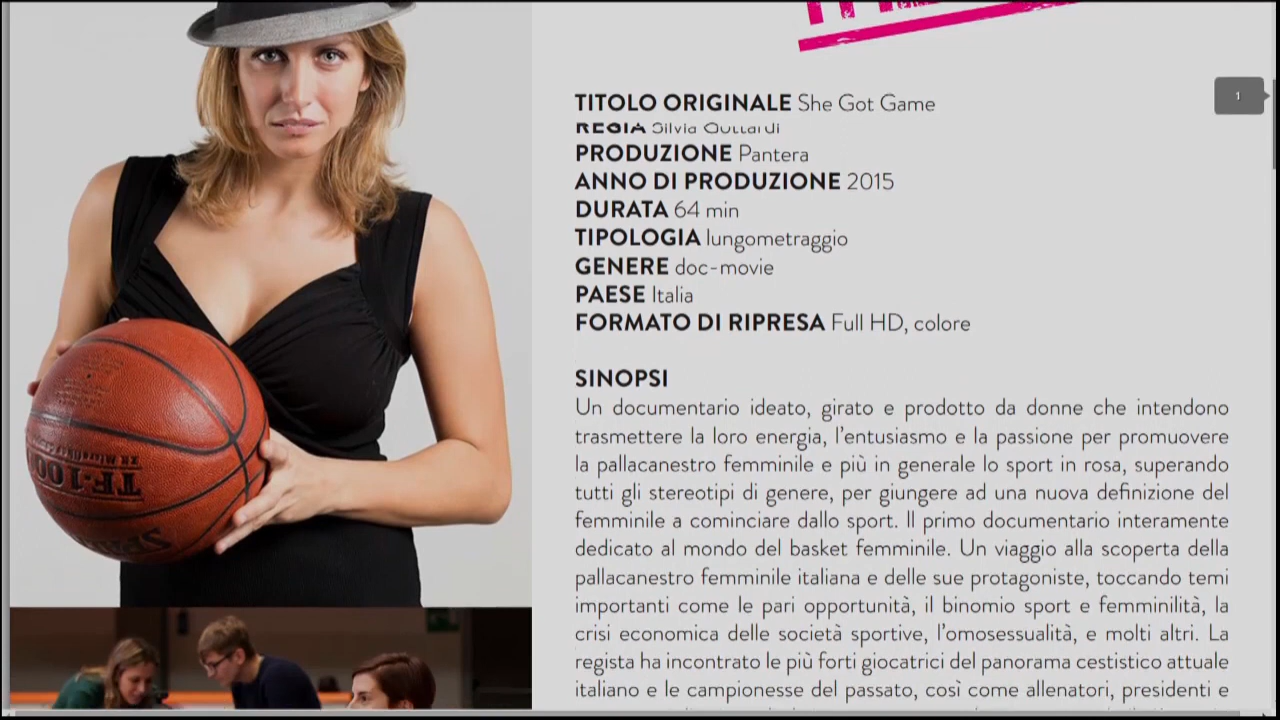 TITOLO ORIGINALE She Got Game
REGIA Silvia Gottardi
PRODUZIONE Pantera
ANNO DI PRODUZIONE 2015
DURATA 64 min
TIPOLOGIA lungometraggio
GENERE doc-movie
PAESE Italia
FORMATO DI RIPRESA Full HD, colore
SINOPSI
Un documentario ideato, girato e prodotto da donne che intendono
trasmettere la loro energia, l'entusiasmo e la passione per promuovere
la pallacanestro femminile e più in generale lo sport in rosa, superando
tutti gli stereotipi di genere, per giungere ad una nuova definizione del
femminile a cominciare dallo sport. Il primo documentario interamente
dedicato al mondo del basket femminile. Un viaggio alla scoperta della
pallacanestro femminile italiana e delle sue protagoniste, toccando temi
importanti come le pari opportunità, il binomio sport e femminilità, la
crisi economica delle società sportive, l'omosessualità, e molti altri. La
regista ha incontrato le più forti giocatrici del panorama cestistico attuale
italiano e le campionesse del passato, così come allenatori, presidenti e
1
TF-100